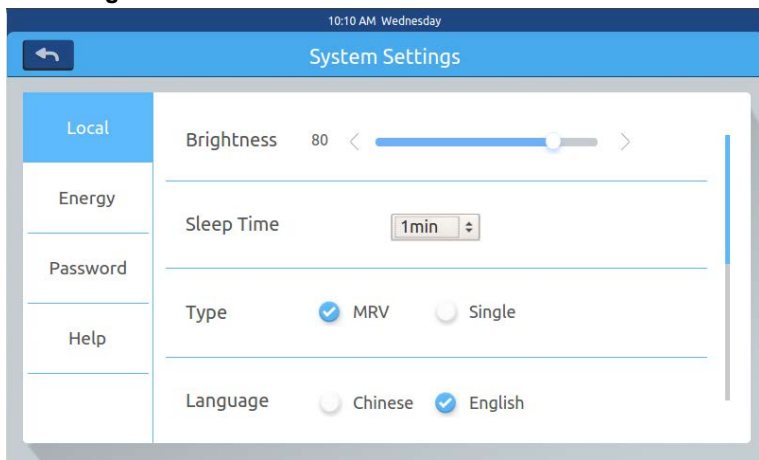 10:10 AM Wednesday
System Settings
Local
Brightness 80
Energy
Sleep Time 1min
Password
Type MRV Single
Help
Language Chinese English